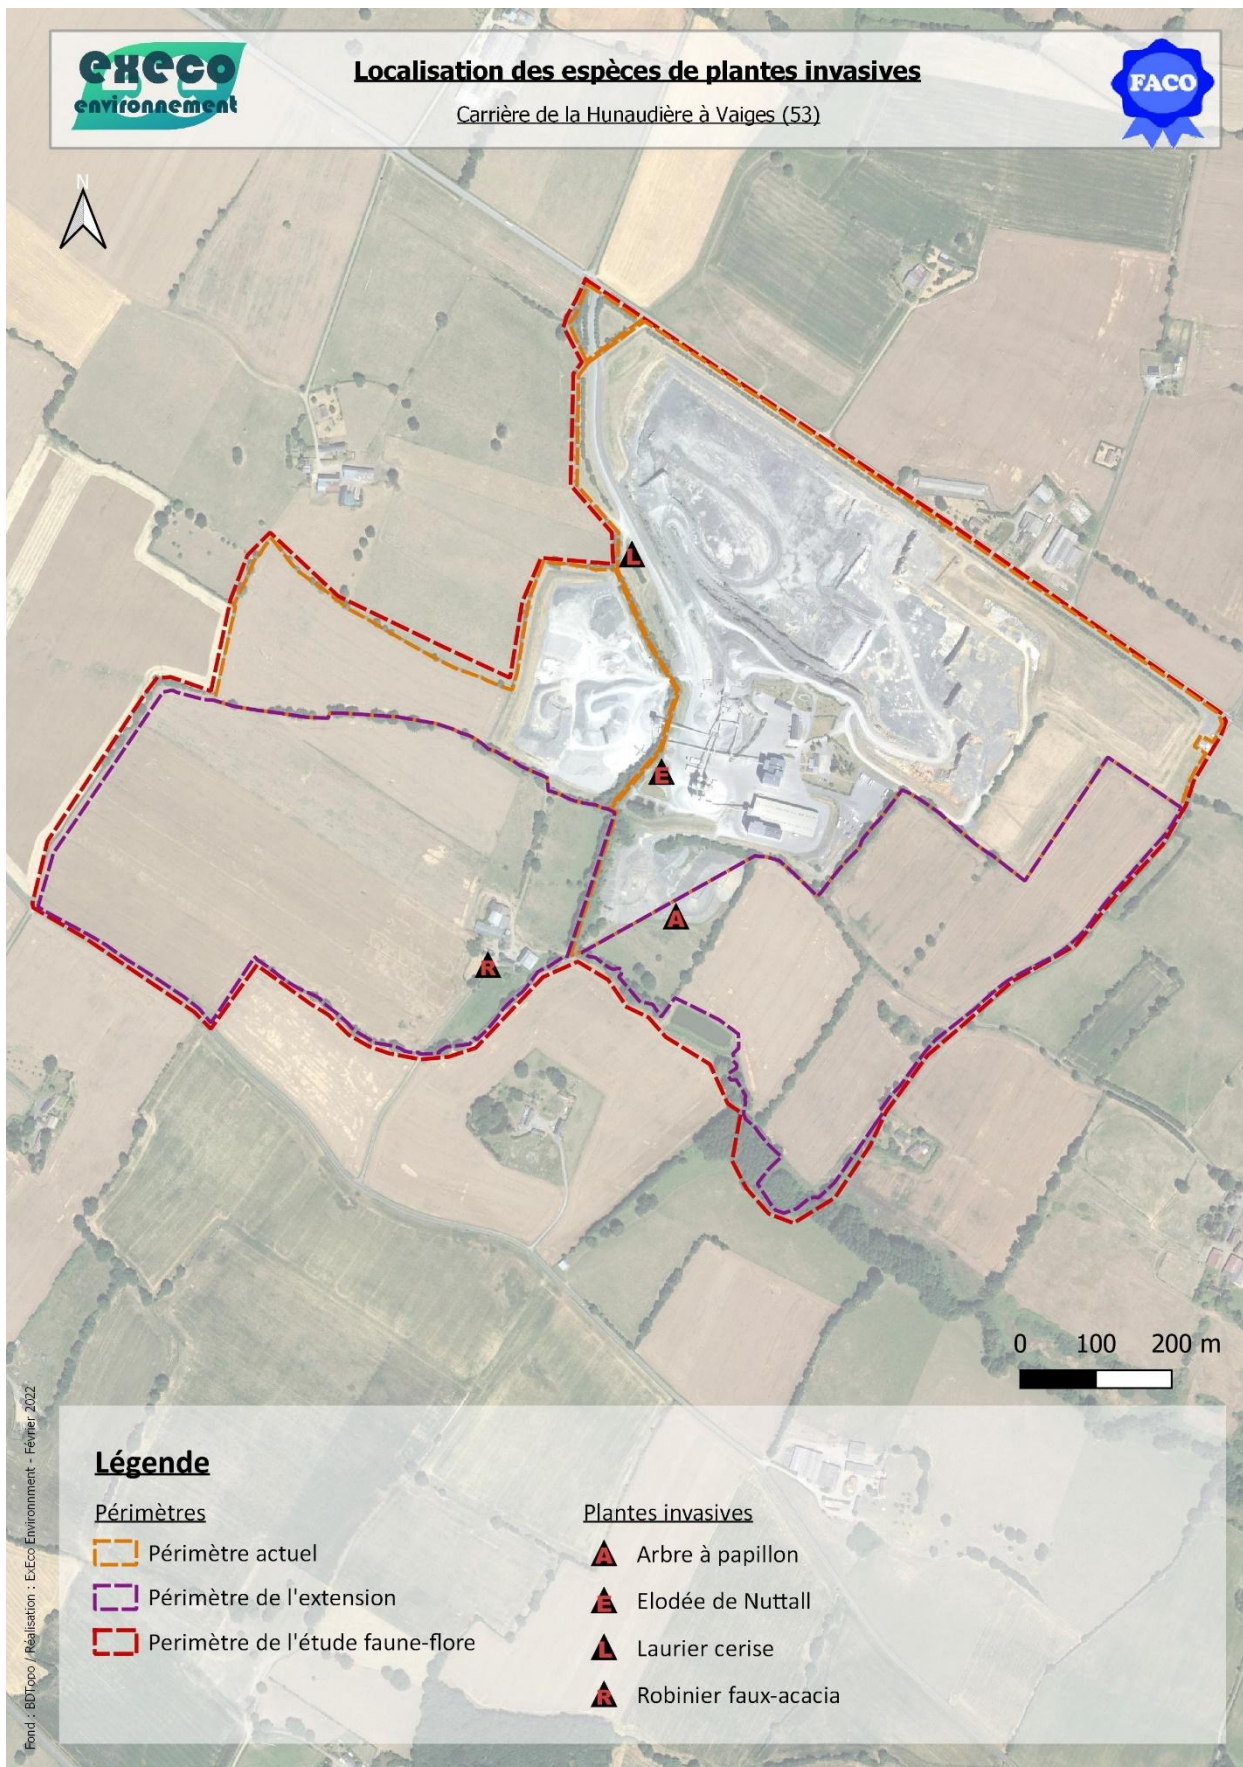 execo
environnement
Localisation des espèces de plantes invasives
Carrière de la Hunaudière à Vaiges (53)
FACO
N
L
E
A
R
0 100 200 m
Légende
Périmètres
Périmètre actuel
Périmètre de l'extension
Perimètre de l'étude faune-flore
Plantes invasives
A Arbre à papillon
E Elodée de Nuttall
L Laurier cerise
R Robinier faux-acacia
Fond : BDTopo / Réalisation : ExEco Environnment - Février 2022